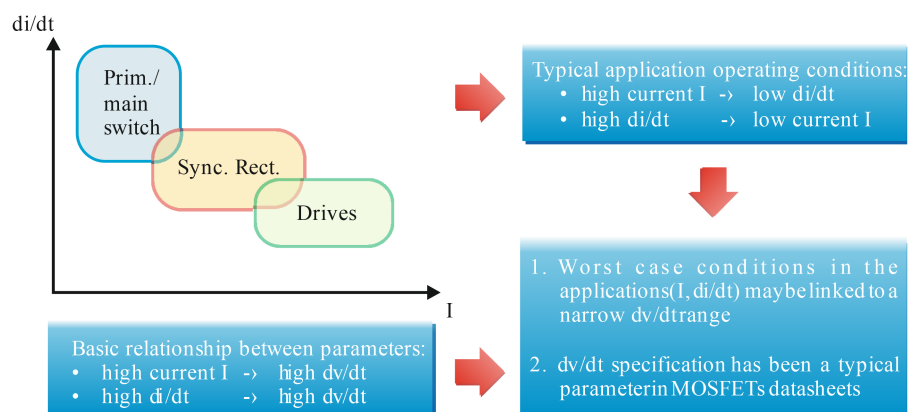 di/dt
Prim./
main
switch
Sync. Rect.
Drives
I
Typical application operating conditions:
• high current I -> low di/dt
• high di/dt -> low current I
Basic relationship between parameters:
• high current I -> high dv/dt
• high di/dt -> high dv/dt
1. Worst case conditions in the
applications(I, di/dt) maybe linked to a
narrow dv/dt range
2. dv/dt specification has been a typical
parameterin MOSFETs datasheets